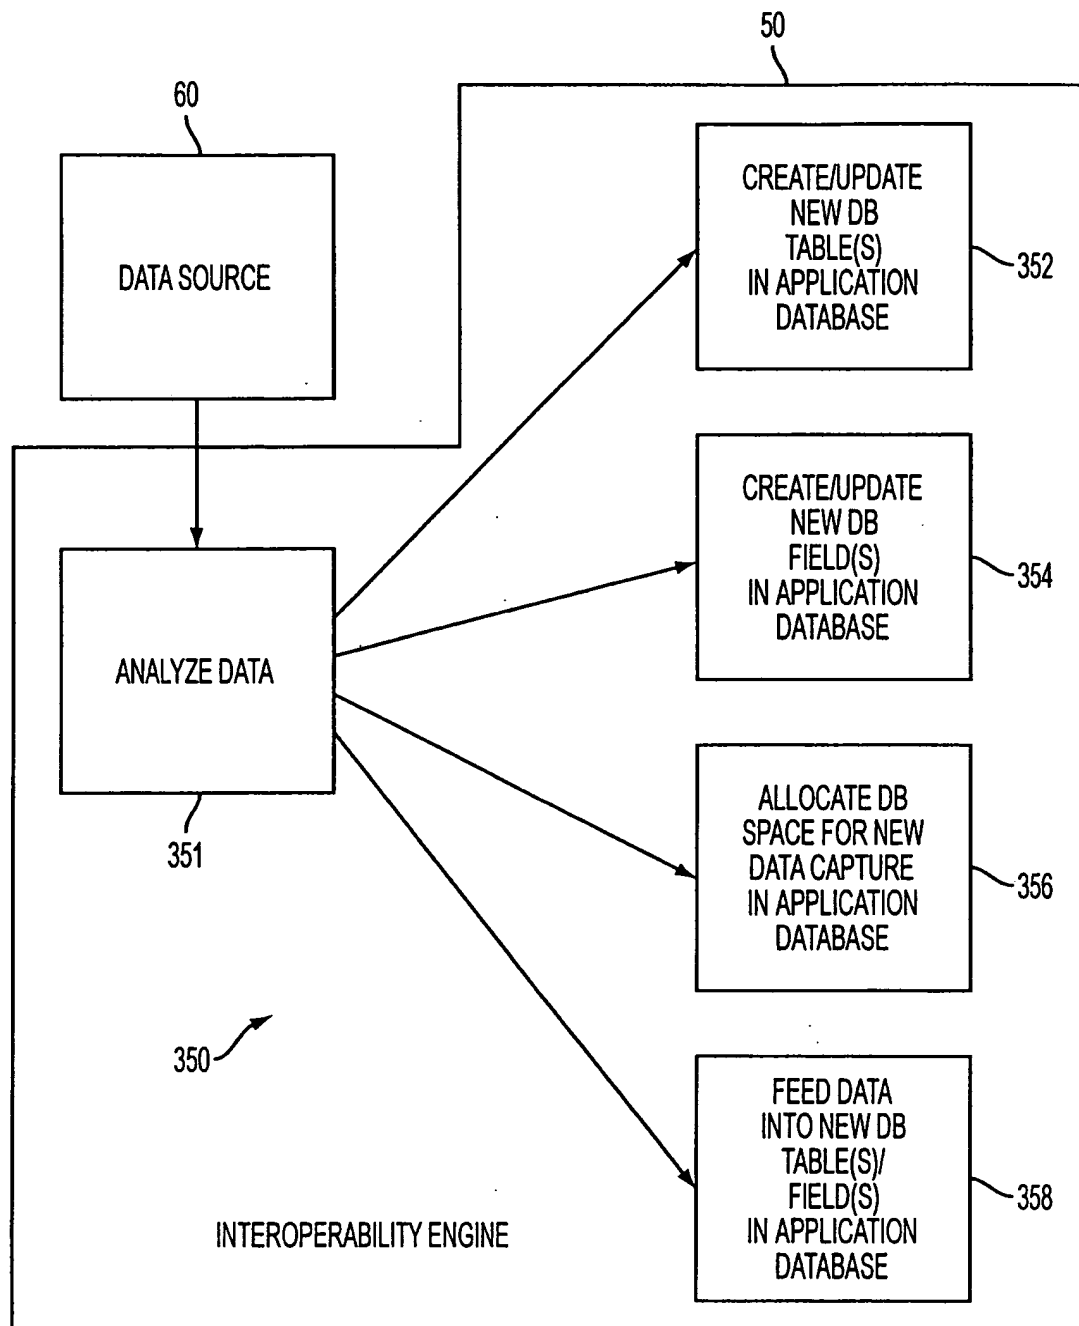 50
60
DATA SOURCE
CREATE/UPDATE
NEW DB
TABLE(S)
IN APPLICATION
DATABASE
352
CREATE/UPDATE
NEW DB
FIELD(S)
IN APPLICATION
DATABASE
354
ANALYZE DATA
351
ALLOCATE DB
SPACE FOR NEW
DATA CAPTURE
IN APPLICATION
DATABASE
356
350
FEED DATA
INTO NEW DB
TABLE(S)/
FIELD(S)
IN APPLICATION
DATABASE
358
INTEROPERABILITY ENGINE